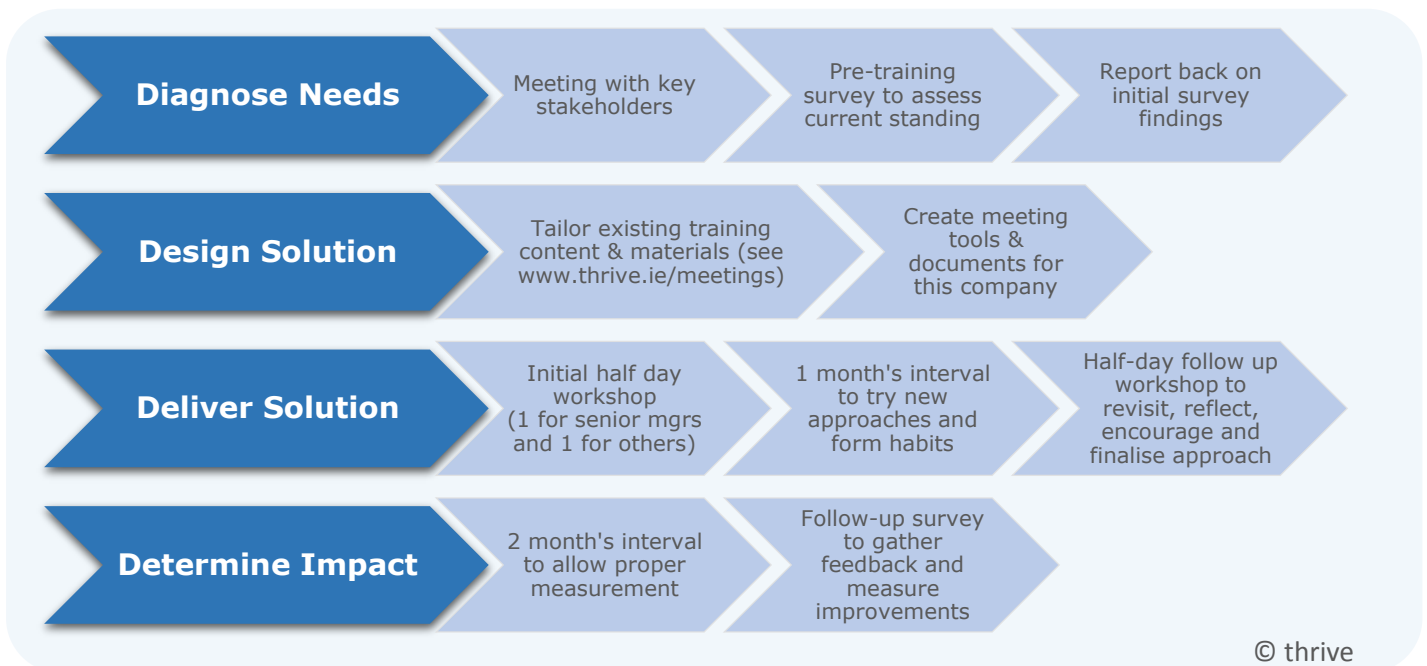 Diagnose Needs
Meeting with key
stakeholders
Pre-training
survey to assess
current standing
Report back on
initial survey
findings
Design Solution
Tailor existing training
content & materials (see
www.thrive.ie/meetings)
Create meeting
tools &
documents for
this company
Deliver Solution
Initial half day
workshop
(1 for senior mgrs
and 1 for others)
1 month's interval
to try new
approaches and
form habits
Half-day follow up
workshop to
revisit, reflect,
encourage and
finalise approach
Determine Impact
2 month's interval
to allow proper
measurement
Follow-up survey
to gather
feedback and
measure
improvements
© thrive